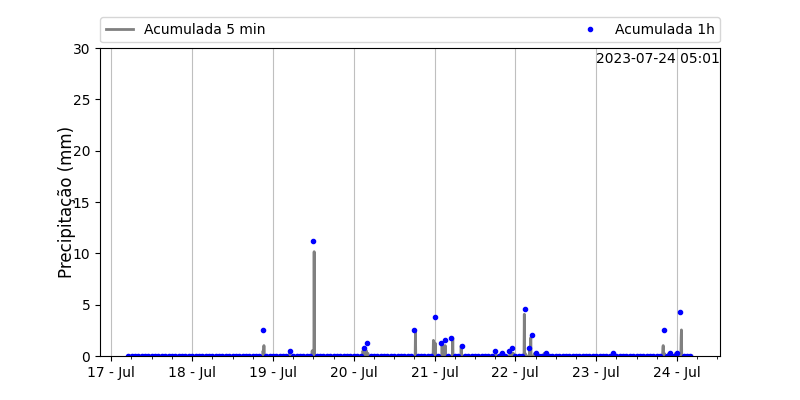 Acumulada 5 min
Acumulada 1h
2023-07-24 05:01
Precipitação (mm)
30
25
20
15
10
5
0
17 - Jul
18 - Jul
19 - Jul
20 - Jul
21 - Jul
22 - Jul
23 - Jul
24 - Jul